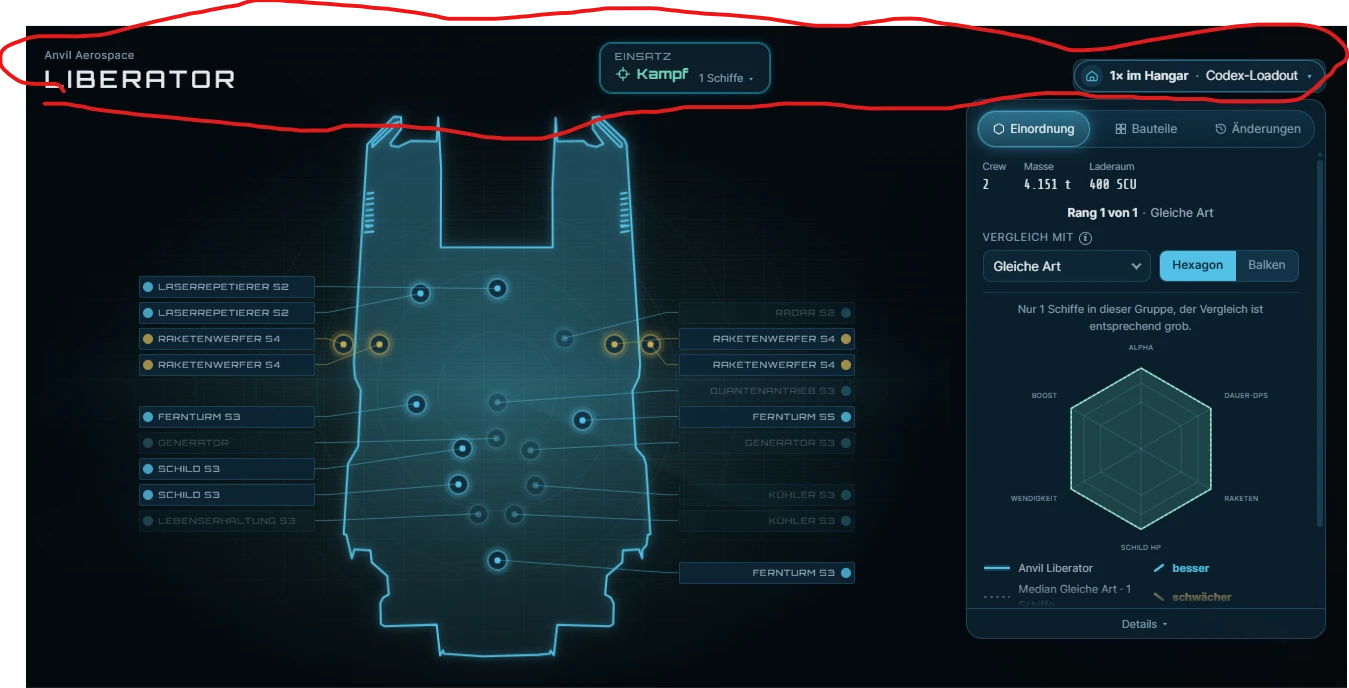 Anvil Aerospace
LIBERATOR
EINSATZ
Kampf 1 Schiffe
1× im Hangar · Codex-Loadout
Einordnung Bauteile Änderungen
Crew Masse Laderaum
2 4.151 t 400 SCU
Rang 1 von 1 · Gleiche Art
VERGLEICH MIT
Gleiche Art Hexagon Balken
Nur 1 Schiffe in dieser Gruppe, der Vergleich ist
entsprechend grob.
ALPHA
BOOST DAUER-DPS
WENDIGKEIT RAKETEN
SCHILD HP
Anvil Liberator besser
Median Gleiche Art · 1 schwächer
Schiffe
Details
LASERREPETIERER S2
LASERREPETIERER S2
RAKETENWERFER S4
RAKETENWERFER S4
FERNTURM S3
GENERATOR
SCHILD S3
SCHILD S3
LEBENSERHALTUNG S3
RADAR S2
RAKETENWERFER S4
RAKETENWERFER S4
QUANTENANTRIEB S3
FERNTURM S5
GENERATOR S3
KÜHLER S3
KÜHLER S3
FERNTURM S3